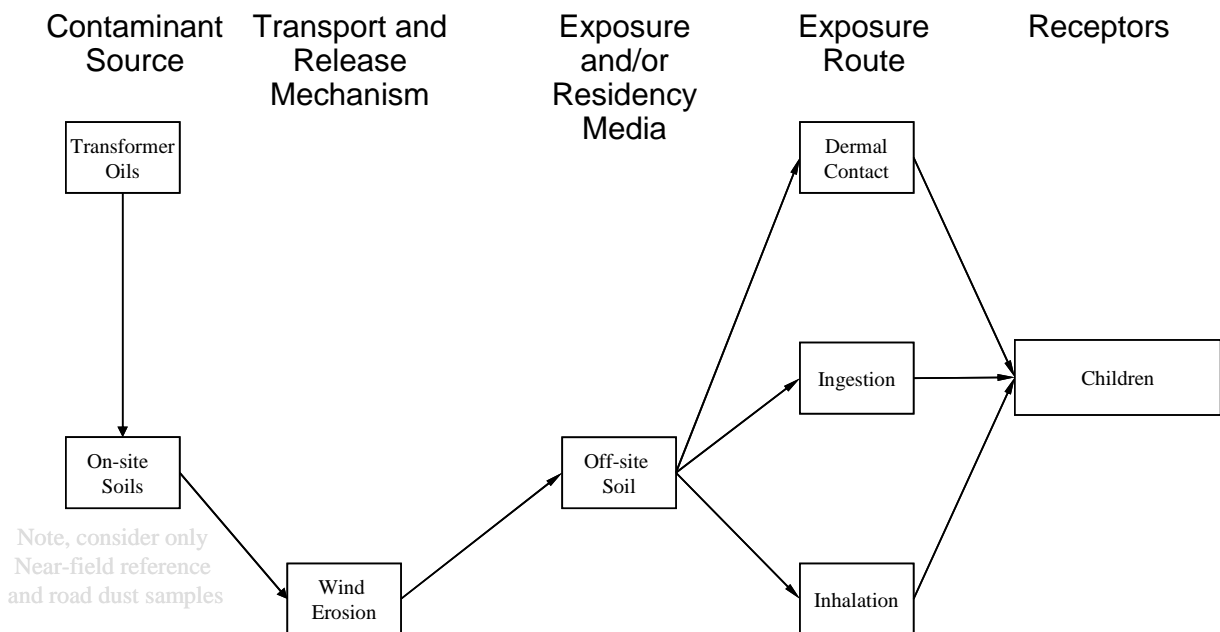 Contaminant
Source
Transport and
Release
Mechanism
Exposure
and/or
Residency
Media
Exposure
Route
Receptors
Transformer
Oils
Dermal
Contact
Ingestion
Children
On-site
Soils
Off-site
Soil
Note, consider only
Near-field reference
and road dust samples
Wind
Erosion
Inhalation